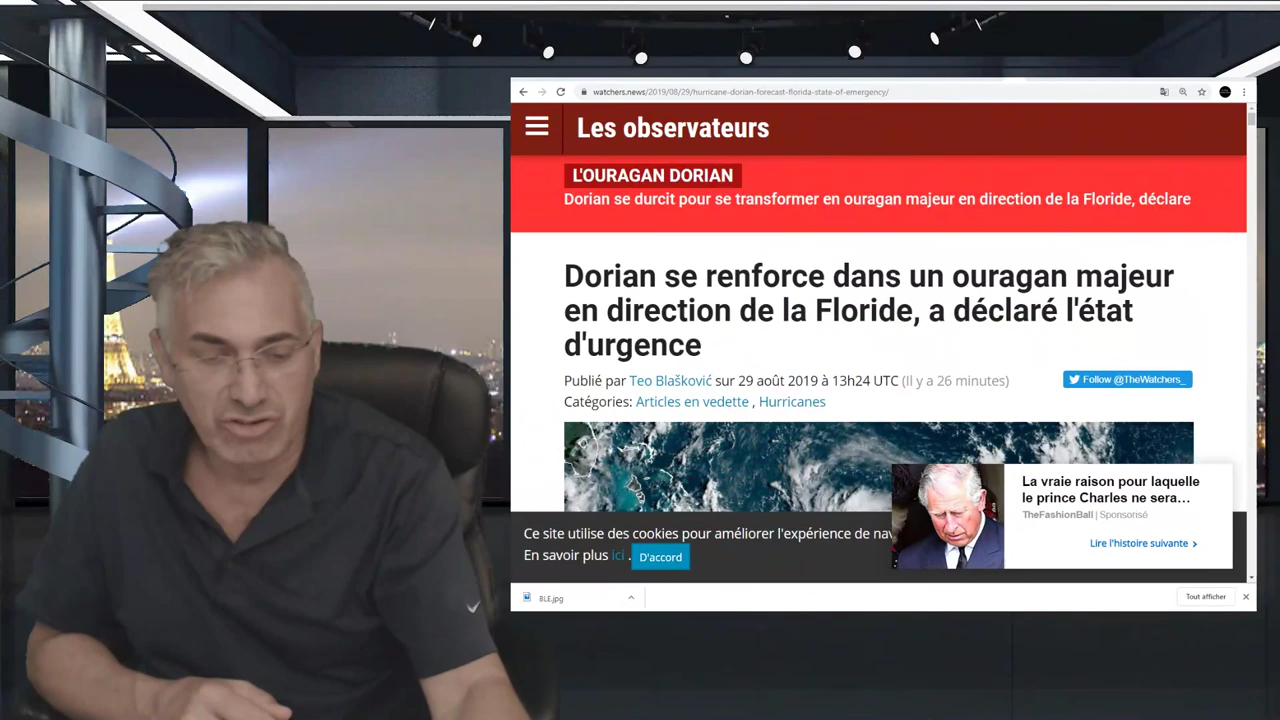 watchers.news/2019/08/29/hurricane-dorian-forecast-florida-state-of-emergency/
Les observateurs
L'OURAGAN DORIAN
Dorian se durcit pour se transformer en ouragan majeur en direction de la Floride, déclare
Dorian se renforce dans un ouragan majeur
en direction de la Floride, a déclaré l'état
d'urgence
Publié par Teo Blašković sur 29 août 2019 à 13h24 UTC (Il y a 26 minutes)
Follow @TheWatchers_
Catégories: Articles en vedette , Hurricanes
La vraie raison pour laquelle
le prince Charles ne sera…
TheFashionBall | Sponsorisé
Lire l'histoire suivante >
Ce site utilise des cookies pour améliorer l'expérience de nav
En savoir plus ici .
D'accord
BLE.jpg
Tout afficher